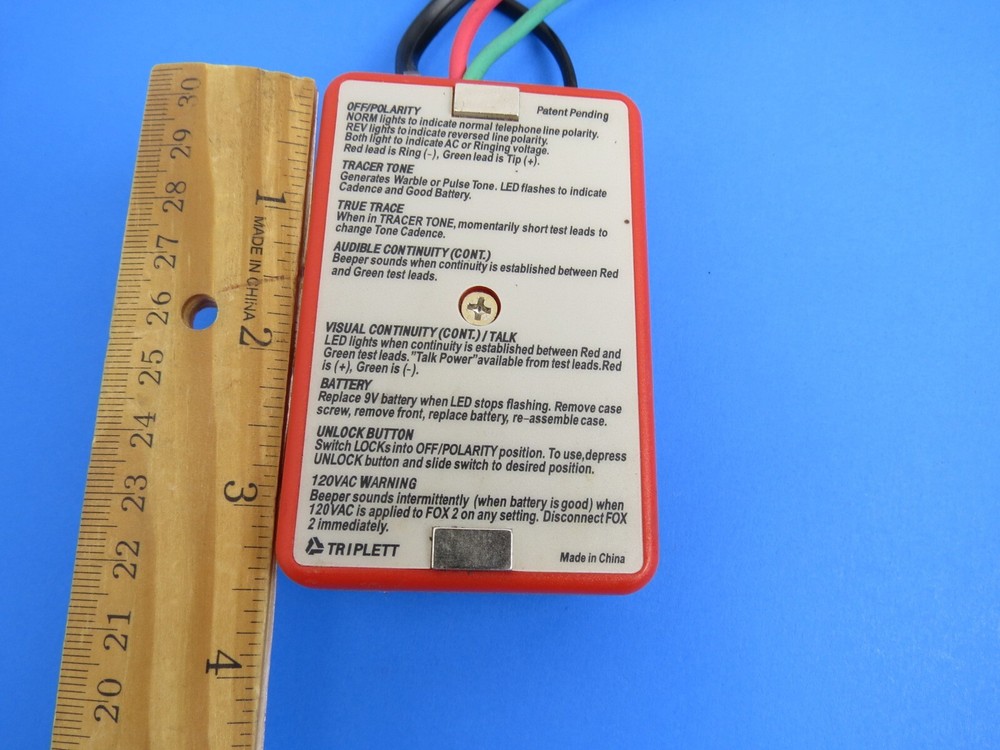 OFF/POLARITY
Patent Pending
NORM lights to indicate normal telephone line polarity.
REV lights to indicate reversed line polarity.
Both light to indicate AC or Ringing voltage.
Red lead is Ring (-), Green lead is Tip (+).
TRACER TONE
Generates Warble or Pulse Tone. LED flashes to indicate
Cadence and Good Battery.
TRUE TRACE
When in TRACER TONE, momentarily short test leads to
change Tone Cadence.
AUDIBLE CONTINUITY (CONT.)
Beeper sounds when continuity is established between Red
and Green test leads.
VISUAL CONTINUITY (CONT.) / TALK
LED lights when continuity is established between Red and
Green test leads. "Talk Power" available from test leads. Red
is (+), Green is (-).
BATTERY
Replace 9V battery when LED stops flashing. Remove case
screw, remove front, replace battery, re-assemble case.
UNLOCK BUTTON
Switch LOCKs into OFF/POLARITY position. To use, depress
UNLOCK button and slide switch to desired position.
120VAC WARNING
Beeper sounds intermittently (when battery is good) when
120VAC is applied to FOX 2 on any setting. Disconnect FOX
2 immediately.
TRIPLETT
Made in China
30
29
28
27
26
25
24
23
22
21
20
1
MADE IN CHINA
2
3
4